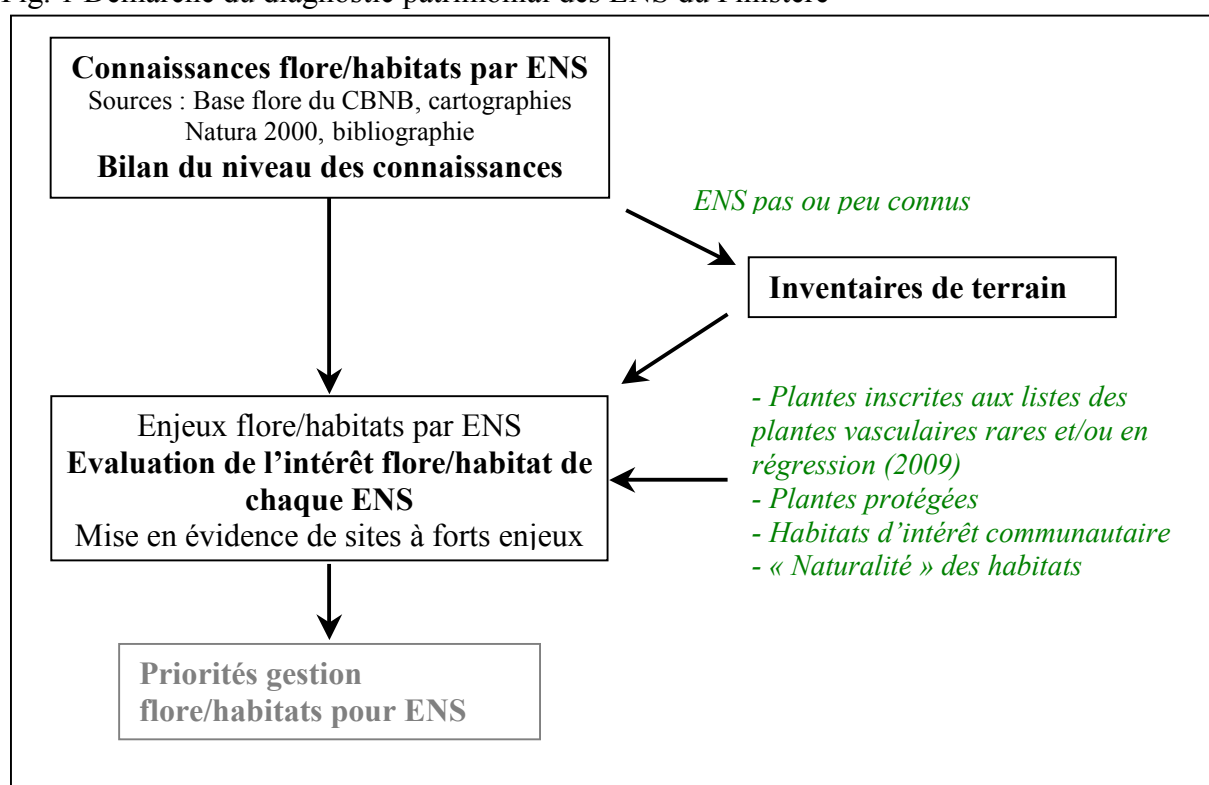 Fig. 1 Démarche du diagnostic patrimonial des ENS du Finistère
Connaissances flore/habitats par ENS
Sources : Base flore du CBNB, cartographies
Natura 2000, bibliographie
Bilan du niveau des connaissances
ENS pas ou peu connus
Inventaires de terrain
Enjeux flore/habitats par ENS
Evaluation de l’intérêt flore/habitat de
chaque ENS
Mise en évidence de sites à forts enjeux
- Plantes inscrites aux listes des
plantes vasculaires rares et/ou en
régression (2009)
- Plantes protégées
- Habitats d’intérêt communautaire
- « Naturalité » des habitats
Priorités gestion
flore/habitats pour ENS